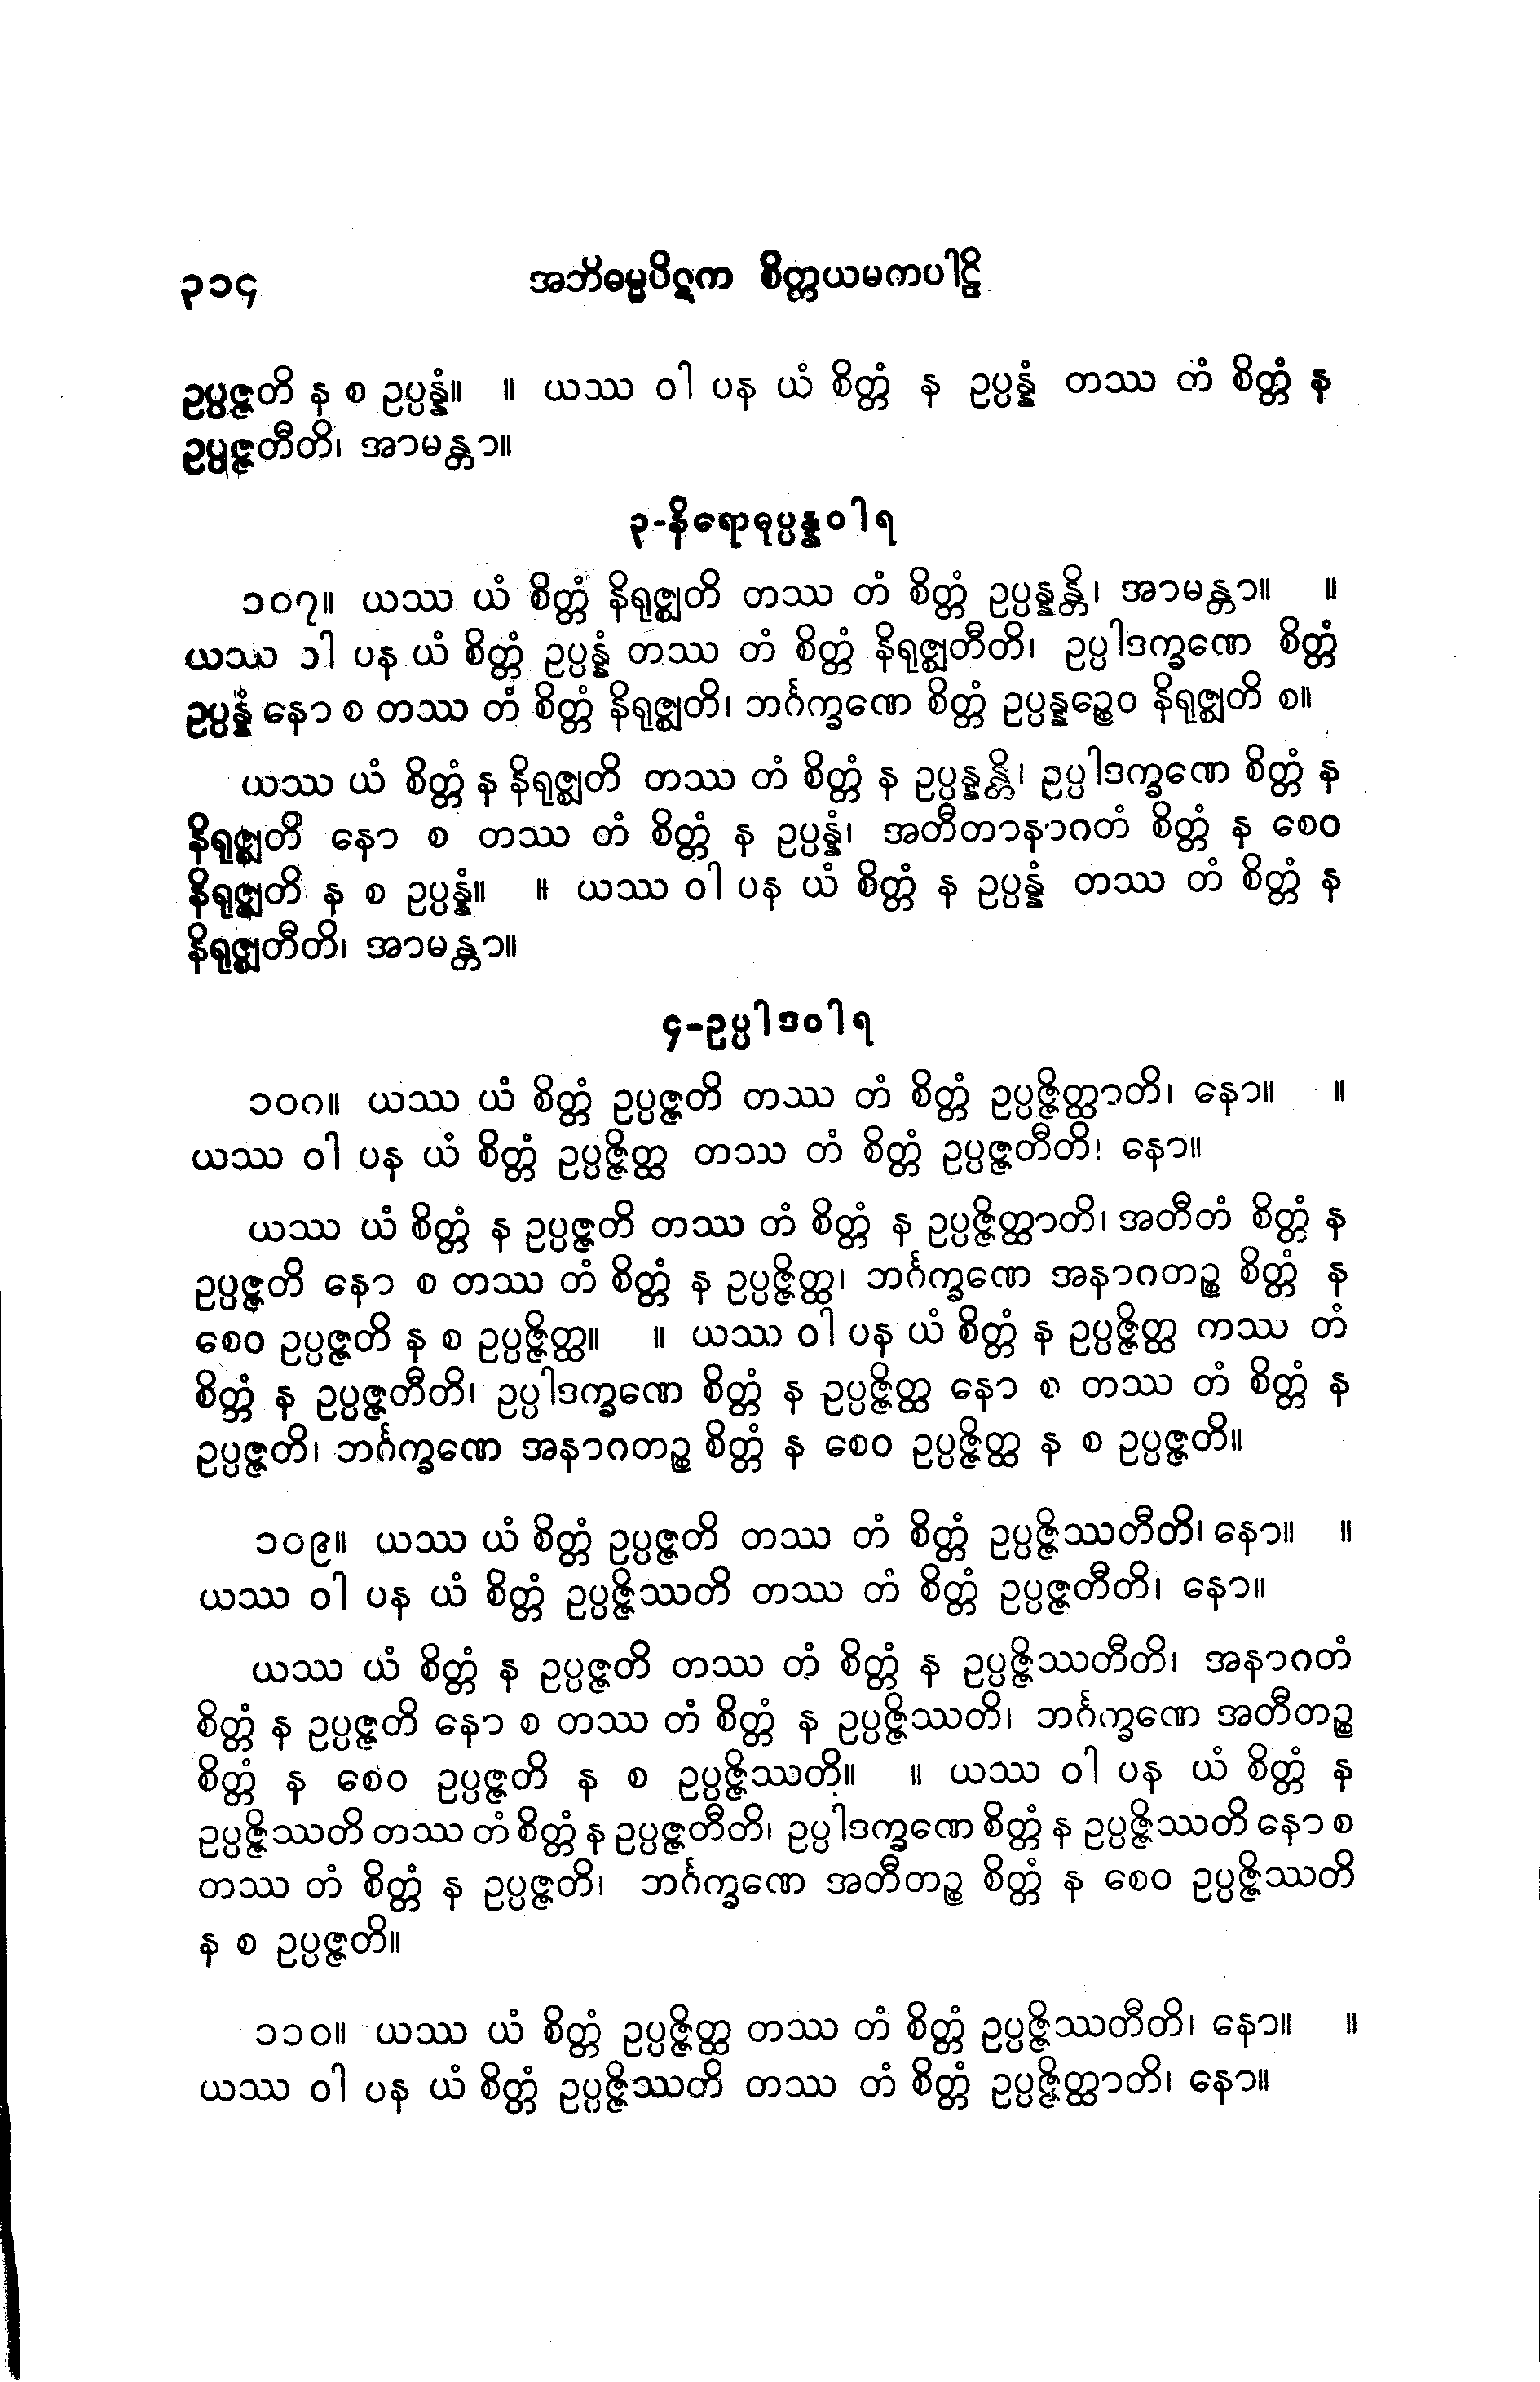 ၃၁၄ အဘိဓမ္မပိဋက စိတ္တယမကပါဠိ
ဥပ္ပဇ္ဇတိ န စ ဥပ္ပန္နံ။ ။ ယဿ ဝါ ပန ယံ စိတ္တံ န ဥပ္ပန္နံ တဿ တံ စိတ္တံ န
ဥပ္ပဇ္ဇတီတိ၊ အာမန္တာ။
၃-နိရောဓုပ္ပန္နဝါရ
၁၀၇။ ယဿ ယံ စိတ္တံ နိရုဇ္ဈတိ တဿ တံ စိတ္တံ ဥပ္ပန္နန္တိ၊ အာမန္တာ။ ။
ယဿ ဝါ ပန ယံ စိတ္တံ ဥပ္ပန္နံ တဿ တံ စိတ္တံ နိရုဇ္ဈတီတိ၊ ဥပ္ပါဒက္ခဏေ စိတ္တံ
ဥပ္ပန္နံ နော စ တဿ တံ စိတ္တံ နိရုဇ္ဈတိ၊ ဘင်္ဂက္ခဏေ စိတ္တံ ဥပ္ပန္နဉ္စေဝ နိရုဇ္ဈတိ စ။
ယဿ ယံ စိတ္တံ န နိရုဇ္ဈတိ တဿ တံ စိတ္တံ န ဥပ္ပန္နန္တိ၊ ဥပ္ပါဒက္ခဏေ စိတ္တံ န
နိရုဇ္ဈတိ နော စ တဿ တံ စိတ္တံ န ဥပ္ပန္နံ၊ အတီတာနာဂတံ စိတ္တံ န စေဝ
နိရုဇ္ဈတိ န စ ဥပ္ပန္နံ။ ။ ယဿ ဝါ ပန ယံ စိတ္တံ န ဥပ္ပန္နံ တဿ တံ စိတ္တံ န
နိရုဇ္ဈတီတိ၊ အာမန္တာ။
၄-ဥပ္ပါဒဝါရ
၁၀၈။ ယဿ ယံ စိတ္တံ ဥပ္ပဇ္ဇတိ တဿ တံ စိတ္တံ ဥပ္ပဇ္ဇိတ္ထာတိ၊ နော။ ။
ယဿ ဝါ ပန ယံ စိတ္တံ ဥပ္ပဇ္ဇိတ္ထ တဿ တံ စိတ္တံ ဥပ္ပဇ္ဇတီတိ၊ နော။
ယဿ ယံ စိတ္တံ န ဥပ္ပဇ္ဇတိ တဿ တံ စိတ္တံ န ဥပ္ပဇ္ဇိတ္ထာတိ၊ အတီတံ စိတ္တံ န
ဥပ္ပဇ္ဇတိ နော စ တဿ တံ စိတ္တံ န ဥပ္ပဇ္ဇိတ္ထ၊ ဘင်္ဂက္ခဏေ အနာဂတဉ္စ စိတ္တံ န
စေဝ ဥပ္ပဇ္ဇတိ န စ ဥပ္ပဇ္ဇိတ္ထ။ ။ ယဿ ဝါ ပန ယံ စိတ္တံ န ဥပ္ပဇ္ဇိတ္ထ ကဿ တံ
စိတ္တံ န ဥပ္ပဇ္ဇတီတိ၊ ဥပ္ပါဒက္ခဏေ စိတ္တံ န ဥပ္ပဇ္ဇိတ္ထ နော စ တဿ တံ စိတ္တံ န
ဥပ္ပဇ္ဇတိ၊ ဘင်္ဂက္ခဏေ အနာဂတဉ္စ စိတ္တံ န စေဝ ဥပ္ပဇ္ဇိတ္ထ န စ ဥပ္ပဇ္ဇတိ။
၁၀၉။ ယဿ ယံ စိတ္တံ ဥပ္ပဇ္ဇတိ တဿ တံ စိတ္တံ ဥပ္ပဇ္ဇိဿတီတိ၊ နော။ ။
ယဿ ဝါ ပန ယံ စိတ္တံ ဥပ္ပဇ္ဇိဿတိ တဿ တံ စိတ္တံ ဥပ္ပဇ္ဇတီတိ၊ နော။
ယဿ ယံ စိတ္တံ န ဥပ္ပဇ္ဇတိ တဿ တံ စိတ္တံ န ဥပ္ပဇ္ဇိဿတီတိ၊ အနာဂတံ
စိတ္တံ န ဥပ္ပဇ္ဇတိ နော စ တဿ တံ စိတ္တံ န ဥပ္ပဇ္ဇိဿတိ၊ ဘင်္ဂက္ခဏေ အတီတဉ္စ
စိတ္တံ န စေဝ ဥပ္ပဇ္ဇတိ န စ ဥပ္ပဇ္ဇိဿတိ။ ။ ယဿ ဝါ ပန ယံ စိတ္တံ န
ဥပ္ပဇ္ဇိဿတိ တဿ တံ စိတ္တံ န ဥပ္ပဇ္ဇတီတိ၊ ဥပ္ပါဒက္ခဏေ စိတ္တံ န ဥပ္ပဇ္ဇိဿတိ နော စ
တဿ တံ စိတ္တံ န ဥပ္ပဇ္ဇတိ၊ ဘင်္ဂက္ခဏေ အတီတဉ္စ စိတ္တံ န စေဝ ဥပ္ပဇ္ဇိဿတိ
န စ ဥပ္ပဇ္ဇတိ။
၁၁၀။ ယဿ ယံ စိတ္တံ ဥပ္ပဇ္ဇိတ္ထ တဿ တံ စိတ္တံ ဥပ္ပဇ္ဇိဿတီတိ၊ နော။ ။
ယဿ ဝါ ပန ယံ စိတ္တံ ဥပ္ပဇ္ဇိဿတိ တဿ တံ စိတ္တံ ဥပ္ပဇ္ဇိတ္ထာတိ၊ နော။